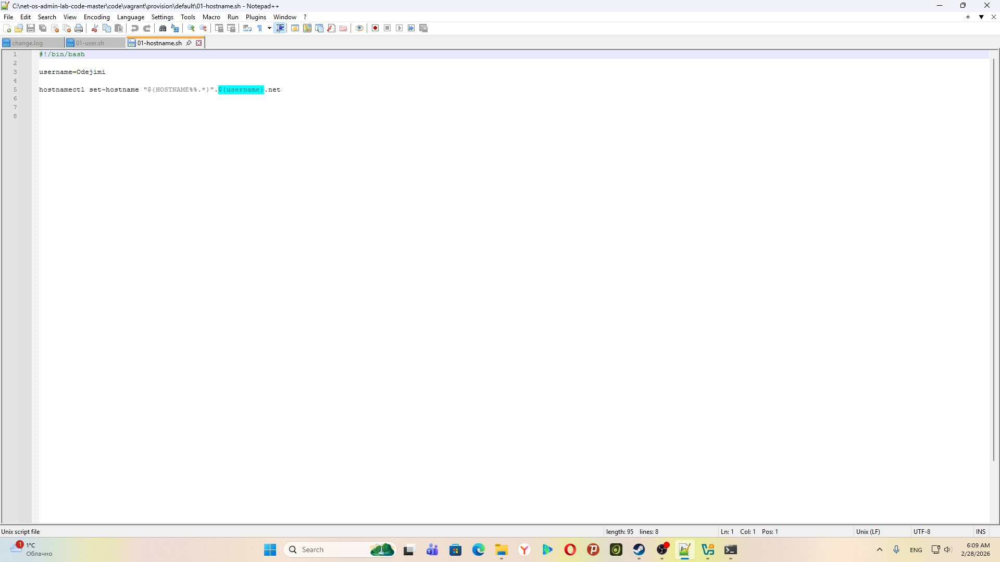 C:\net-os-admin-lab-code-master\code\vagrant\provision\default\01-hostname.sh - Notepad++
File Edit Search View Encoding Language Settings Tools Macro Run Plugins Window ?
change.log 01-user.sh 01-hostname.sh
1 #!/bin/bash
2
3 username=Odejimi
4
5 hostnamectl set-hostname "${HOSTNAME%%.*}".${username}.net
6
7
8
Unix script file length: 95 lines: 8 Ln: 1 Col: 1 Pos: 1 Unix (LF) UTF-8 INS
1 1°C
Облачно
Search
ENG
6:09 AM
2/28/2026